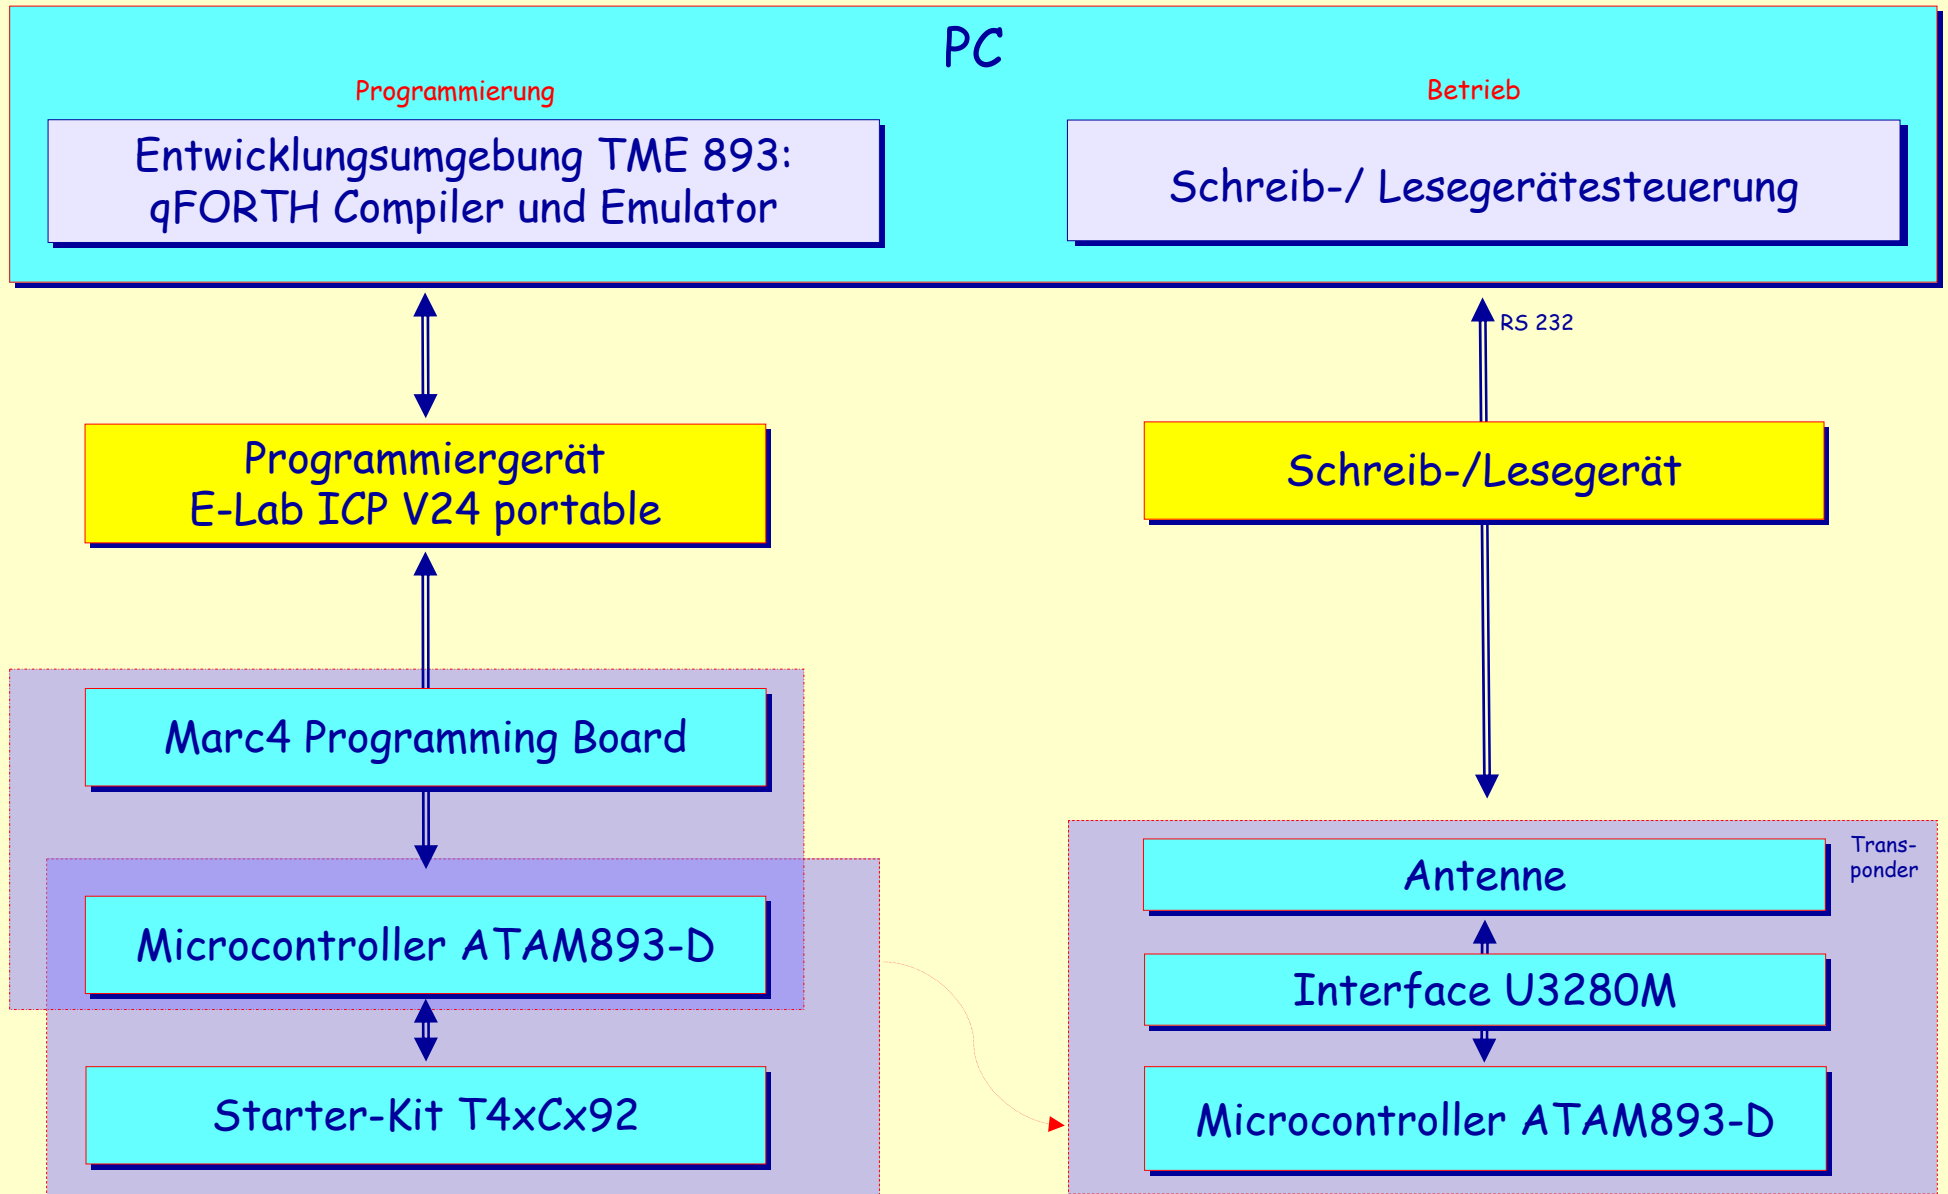 PC
Programmierung
Entwicklungsumgebung TME 893:
qFORTH Compiler und Emulator
Betrieb
Schreib-/ Lesegerätesteuerung
RS 232
Programmiergerät
E-Lab ICP V24 portable
Schreib-/Lesegerät
Marc4 Programming Board
Microcontroller ATAM893-D
Starter-Kit T4xCx92
Trans-
ponder
Antenne
Interface U3280M
Microcontroller ATAM893-D